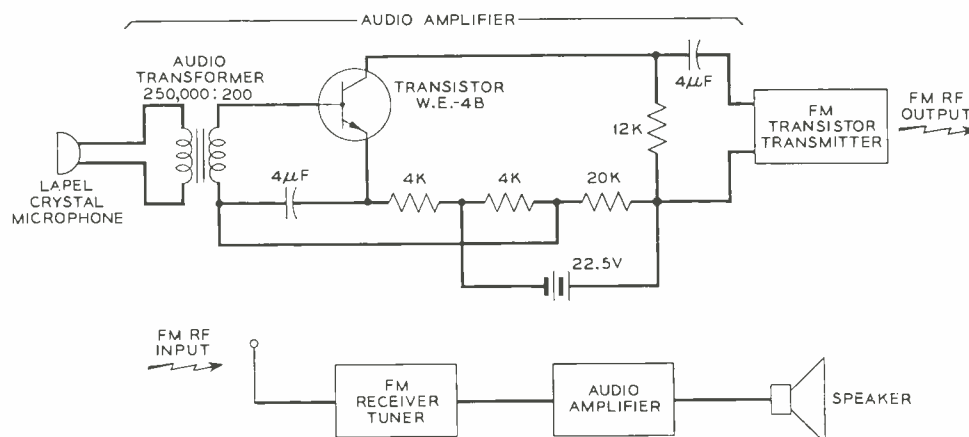 AUDIO AMPLIFIER
AUDIO
TRANSFORMER
250,000:200
TRANSISTOR
W.E.-4B
4μF
12K
FM
TRANSISTOR
TRANSMITTER
FM RF
OUTPUT
LAPEL
CRYSTAL
MICROPHONE
4μF
4K
4K
20K
22.5V
FM RF
INPUT
FM
RECEIVER
TUNER
AUDIO
AMPLIFIER
SPEAKER